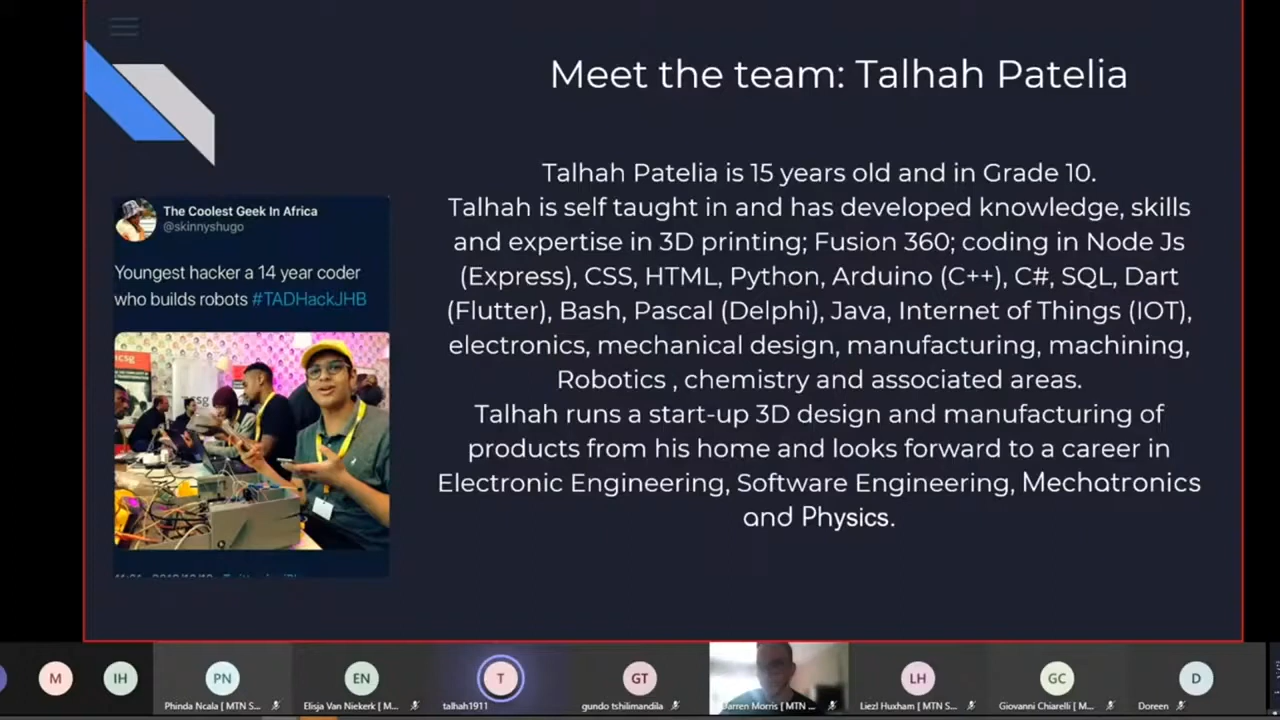 Meet the team: Talhah Patelia
Talhah Patelia is 15 years old and in Grade 10.
Talhah is self taught in and has developed knowledge, skills
and expertise in 3D printing; Fusion 360; coding in Node Js
(Express), CSS, HTML, Python, Arduino (C++), C#, SQL, Dart
(Flutter), Bash, Pascal (Delphi), Java, Internet of Things (IOT),
electronics, mechanical design, manufacturing, machining,
Robotics , chemistry and associated areas.
Talhah runs a start-up 3D design and manufacturing of
products from his home and looks forward to a career in
Electronic Engineering, Software Engineering, Mechatronics
and Physics.
The Coolest Geek In Africa
@skinnyshugo
Youngest hacker a 14 year coder
who builds robots #TADHackJHB
csg
M
IH
PN
EN
T
GT
LH
GC
D
Phinda Ncala [ MTN S...
Elisja Van Niekerk [ M...
talhah1911
gundo tshilimandila
Darren Morris [ MTN ...
Liezl Huxham [ MTN S...
Giovanni Chiarelli [ M...
Doreen